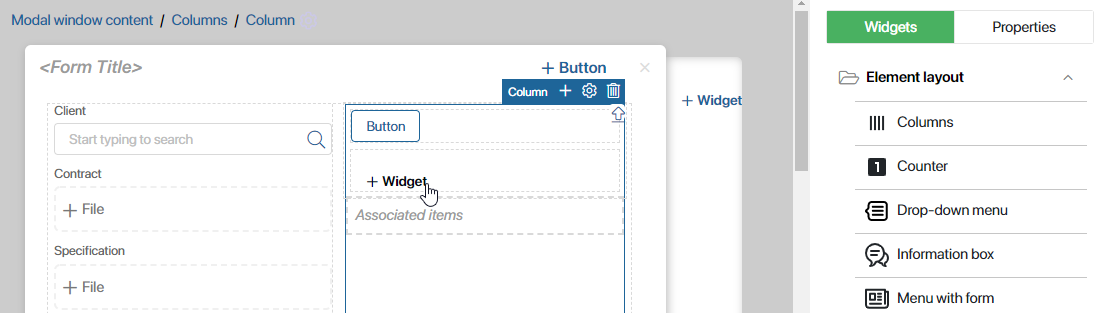 Modal window content / Columns / Column
<Form Title>
+ Button
Column
+ Widget
Client
Start typing to search
Contract
+ File
Specification
+ File
Button
+ Widget
Associated items
Widgets
Properties
Element layout
Columns
1 Counter
Drop-down menu
Information box
Menu with form